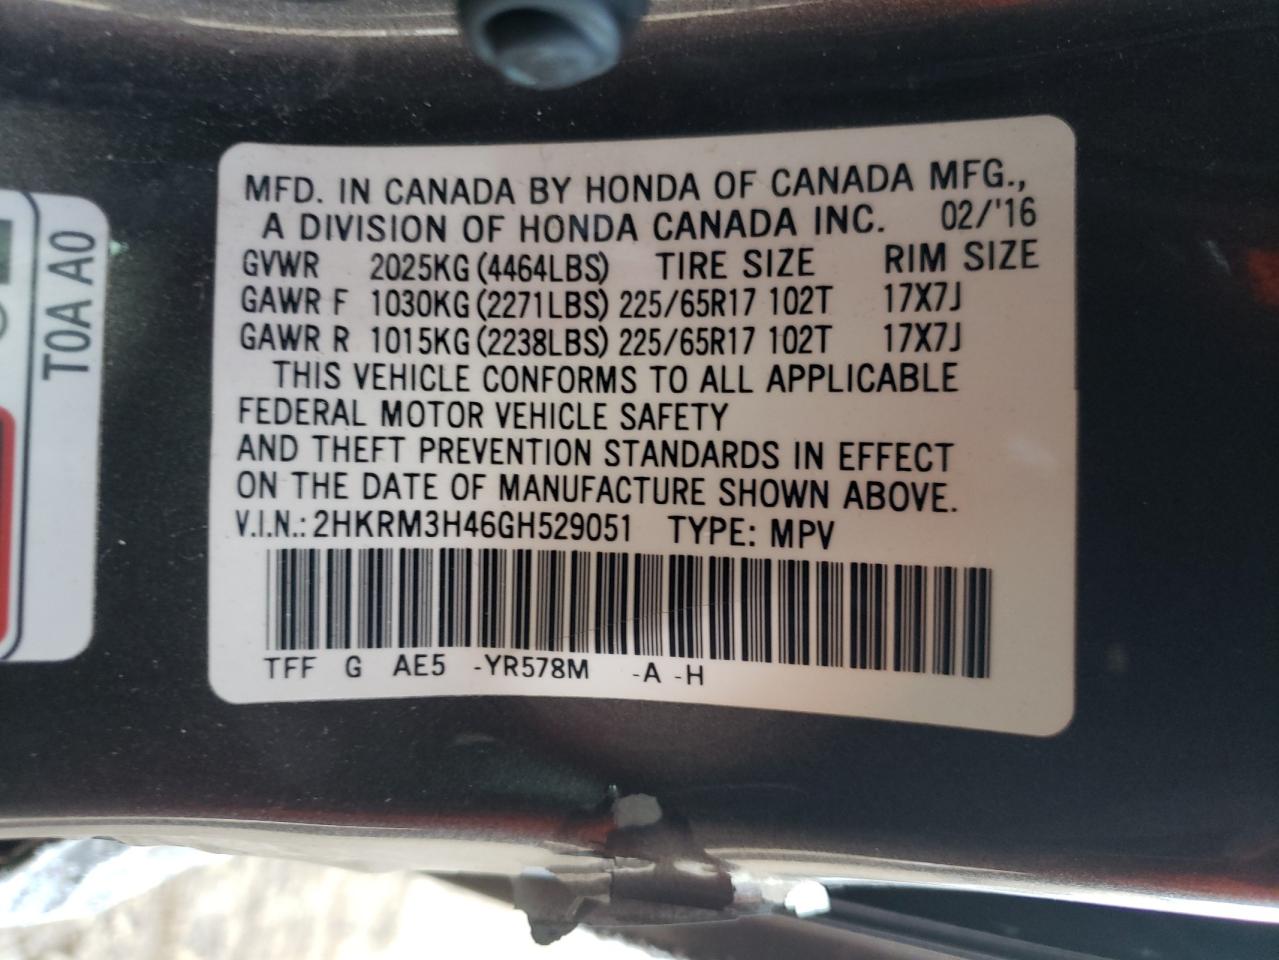 MFD. IN CANADA BY HONDA OF CANADA MFG.,
A DIVISION OF HONDA CANADA INC. 02/'16
GVWR 2025KG (4464LBS) TIRE SIZE RIM SIZE
GAWR F 1030KG (2271LBS) 225/65R17 102T 17X7J
GAWR R 1015KG (2238LBS) 225/65R17 102T 17X7J
THIS VEHICLE CONFORMS TO ALL APPLICABLE
FEDERAL MOTOR VEHICLE SAFETY
AND THEFT PREVENTION STANDARDS IN EFFECT
ON THE DATE OF MANUFACTURE SHOWN ABOVE.
V.I.N.: 2HKRM3H46GH529051 TYPE: MPV
TFF G AE5 -YR578M -A -H
T0A A0